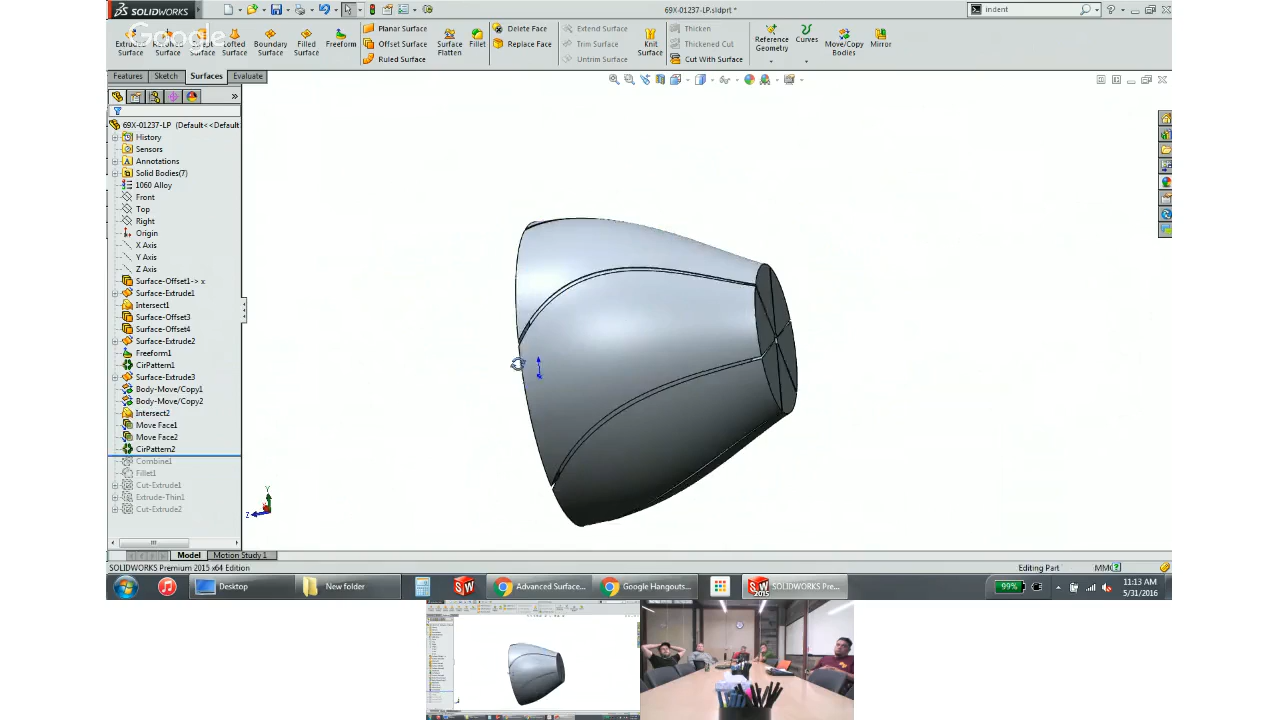 SOLIDWORKS
69X-01237-LP.sldprt *
indent
Google
Extruded Surface
Swept Surface
Lofted Surface
Boundary Surface
Filled Surface
Freeform
Planar Surface
Offset Surface
Ruled Surface
Surface Flatten
Fillet
Delete Face
Replace Face
Extend Surface
Trim Surface
Untrim Surface
Knit Surface
Thicken
Thickened Cut
Cut With Surface
Reference Geometry
Curves
Move/Copy Bodies
Mirror
Features Sketch Surfaces Evaluate
69X-01237-LP (Default<<Default
History
Sensors
Annotations
Solid Bodies(7)
1060 Alloy
Front
Top
Right
Origin
X Axis
Y Axis
Z Axis
Surface-Offset1-> x
Surface-Extrude1
Intersect1
Surface-Offset3
Surface-Offset4
Surface-Extrude2
Freeform1
CirPattern1
Surface-Extrude3
Body-Move/Copy1
Body-Move/Copy2
Intersect2
Move Face1
Move Face2
CirPattern2
Combine1
Fillet1
Cut-Extrude1
Extrude-Thin1
Cut-Extrude2
Y
Z
Model Motion Study 1
SOLIDWORKS Premium 2015 x64 Edition
Editing Part
MMG
Desktop
New folder
Advanced Surface...
Google Hangouts...
SOLIDWORKS Pre...
99%
11:13 AM
5/31/2016